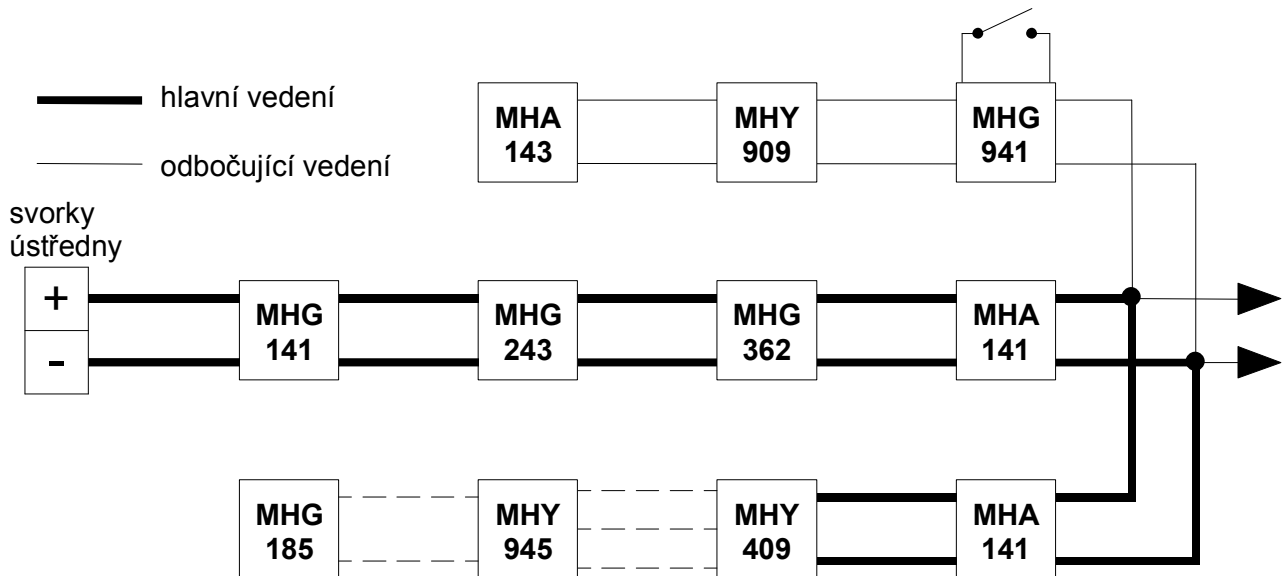 hlavní vedení
odbočující vedení
MHA
143
MHY
909
MHG
941
svorky
ústředny
+
-
MHG
141
MHG
243
MHG
362
MHA
141
MHG
185
MHY
945
MHY
409
MHA
141